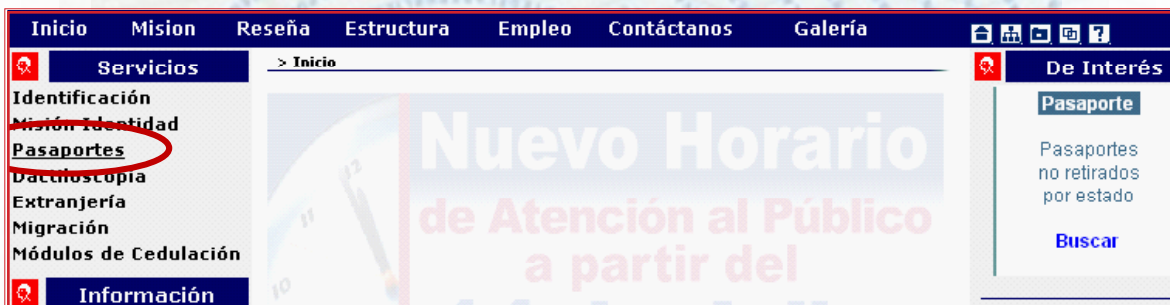 Inicio Mision Reseña Estructura Empleo Contáctanos Galería
Servicios
Identificación
Misión Identidad
Pasaportes
Dactiloscopia
Extranjería
Migración
Módulos de Cedulación
Información
> Inicio
Nuevo Horario
de Atención al Público
a partir del
De Interés
Pasaporte
Pasaportes
no retirados
por estado
Buscar